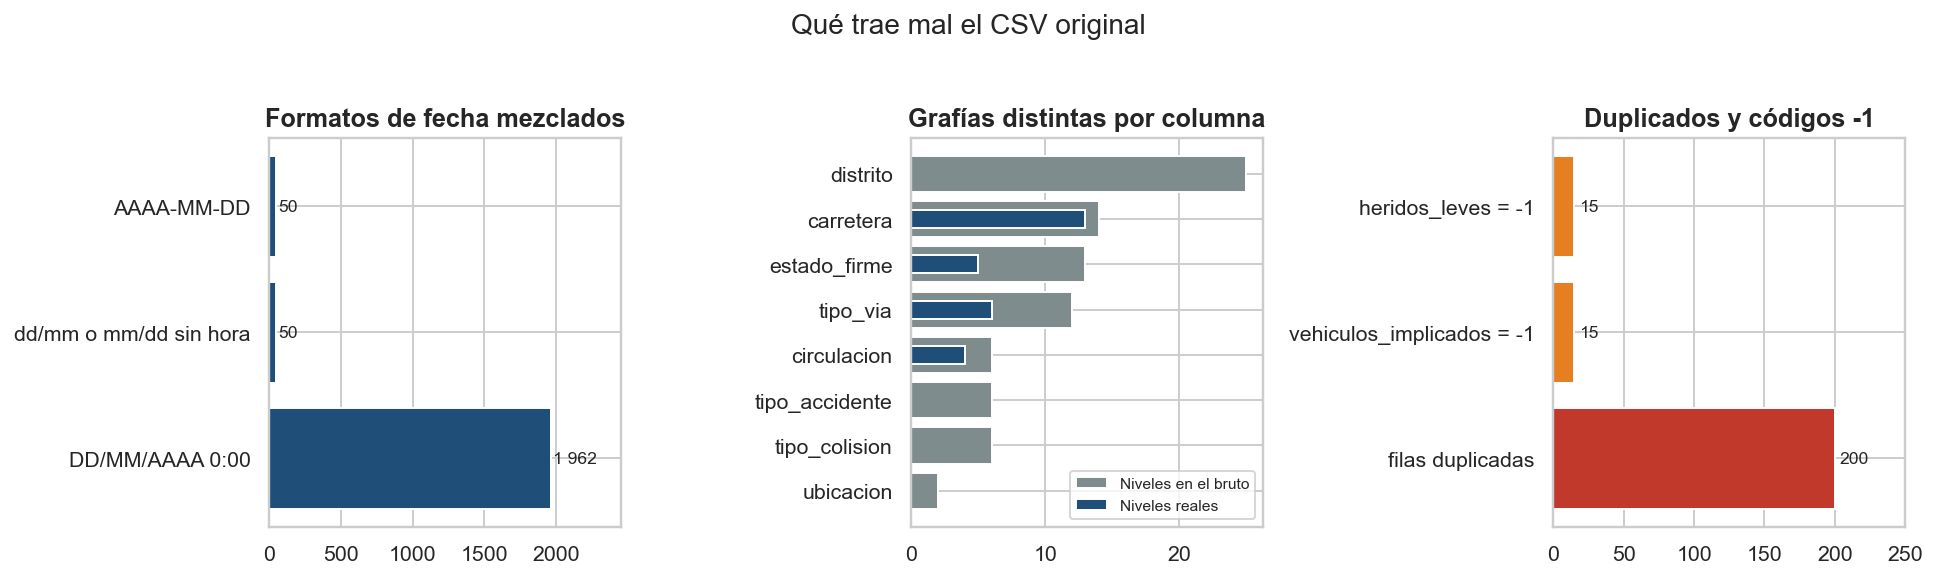 Qué trae mal el CSV original
Formatos de fecha mezclados
AAAA-MM-DD
50
dd/mm o mm/dd sin hora
50
DD/MM/AAAA 0:00
1 962
0 500 1000 1500 2000
Grafías distintas por columna
distrito
carretera
estado_firme
tipo_via
circulacion
tipo_accidente
tipo_colision
ubicacion
Niveles en el bruto
Niveles reales
0 10 20
Duplicados y códigos -1
heridos_leves = -1
15
vehiculos_implicados = -1
15
filas duplicadas
200
0 50 100 150 200 250